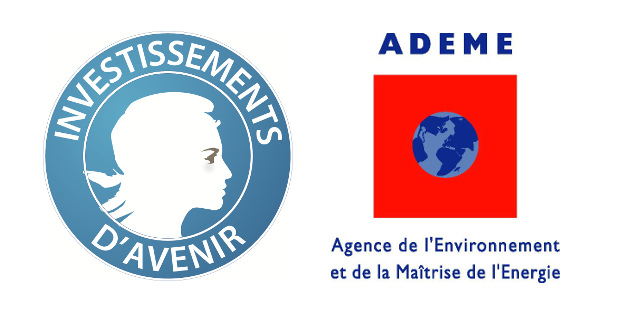 INVESTISSEMENTS
D'AVENIR
ADEME
Agence de l'Environnement
et de la Maîtrise de l'Energie